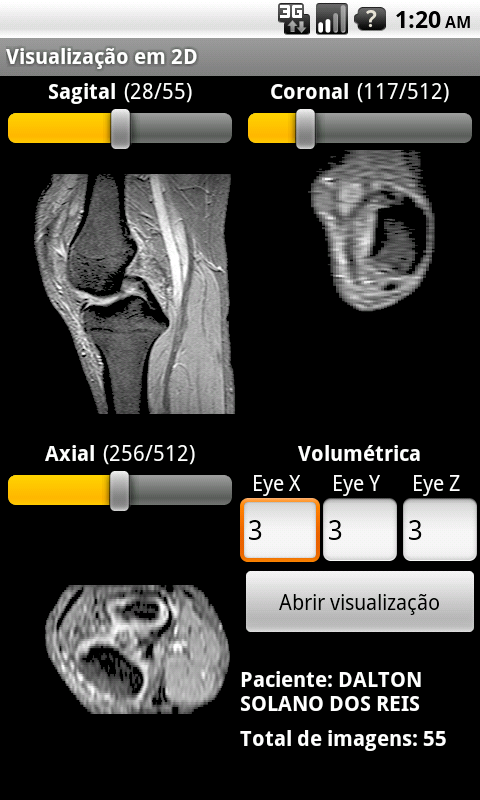 3G ? 1:20 AM
Visualização em 2D
Sagital (28/55)
Coronal (117/512)
Axial (256/512)
Volumétrica
Eye X Eye Y Eye Z
3 3 3
Abrir visualização
Paciente: DALTON
SOLANO DOS REIS
Total de imagens: 55